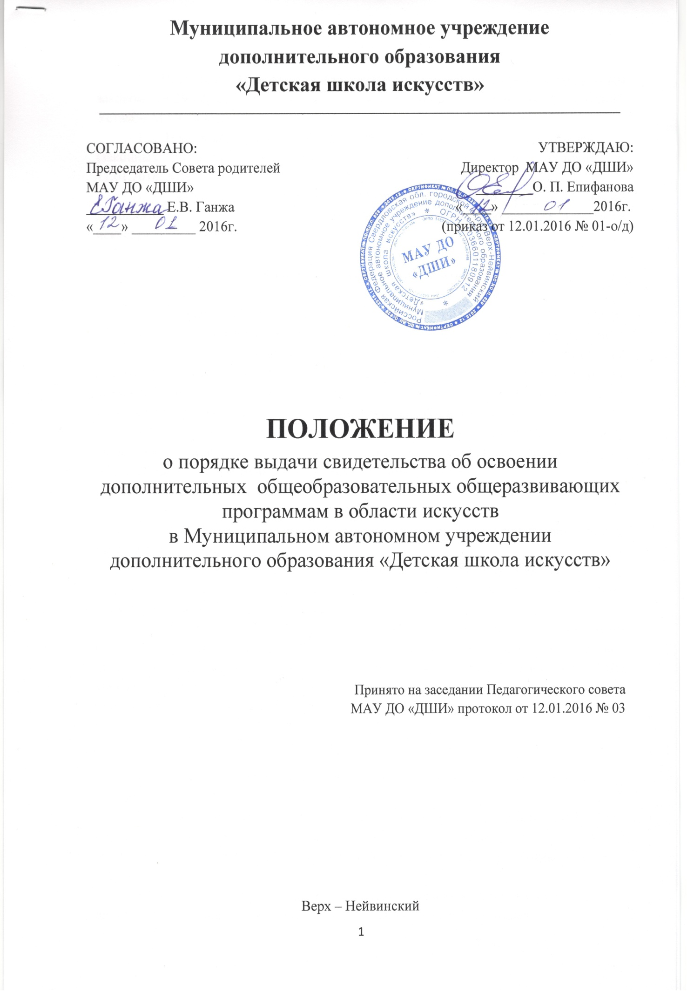 Муниципальное автономное учреждение
дополнительного образования
«Детская школа искусств»
СОГЛАСОВАНО:
Председатель Совета родителей
МАУ ДО «ДШИ»
ЕГанжа Е.В. Ганжа
«12» 01 2016г.
УТВЕРЖДАЮ:
Директор МАУ ДО «ДШИ»
О. П. Епифанова
«12» 01 2016г.
(приказ от 12.01.2016 № 01-о/д)
Российская Федерация Свердловская обл. городской округ Верх-Нейвинский
Муниципальное автономное учреждение дополнительного образования
«Детская школа искусств» * ОГРН 1036601180912 *
МАУ ДО
«ДШИ»
ПОЛОЖЕНИЕ
о порядке выдачи свидетельства об освоении
дополнительных общеобразовательных общеразвивающих
программам в области искусств
в Муниципальном автономном учреждении
дополнительного образования «Детская школа искусств»
Принято на заседании Педагогического совета
МАУ ДО «ДШИ» протокол от 12.01.2016 № 03
Верх – Нейвинский
1